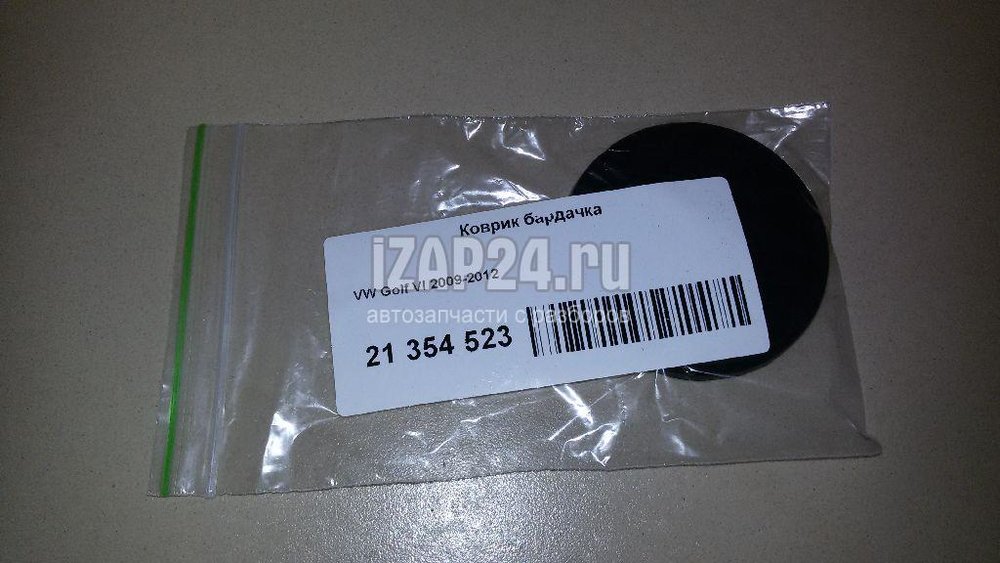 Коврик бардачка
iZAP24.ru
VW Golf VI 2009-2012
автозапчасти с разборов
21 354 523